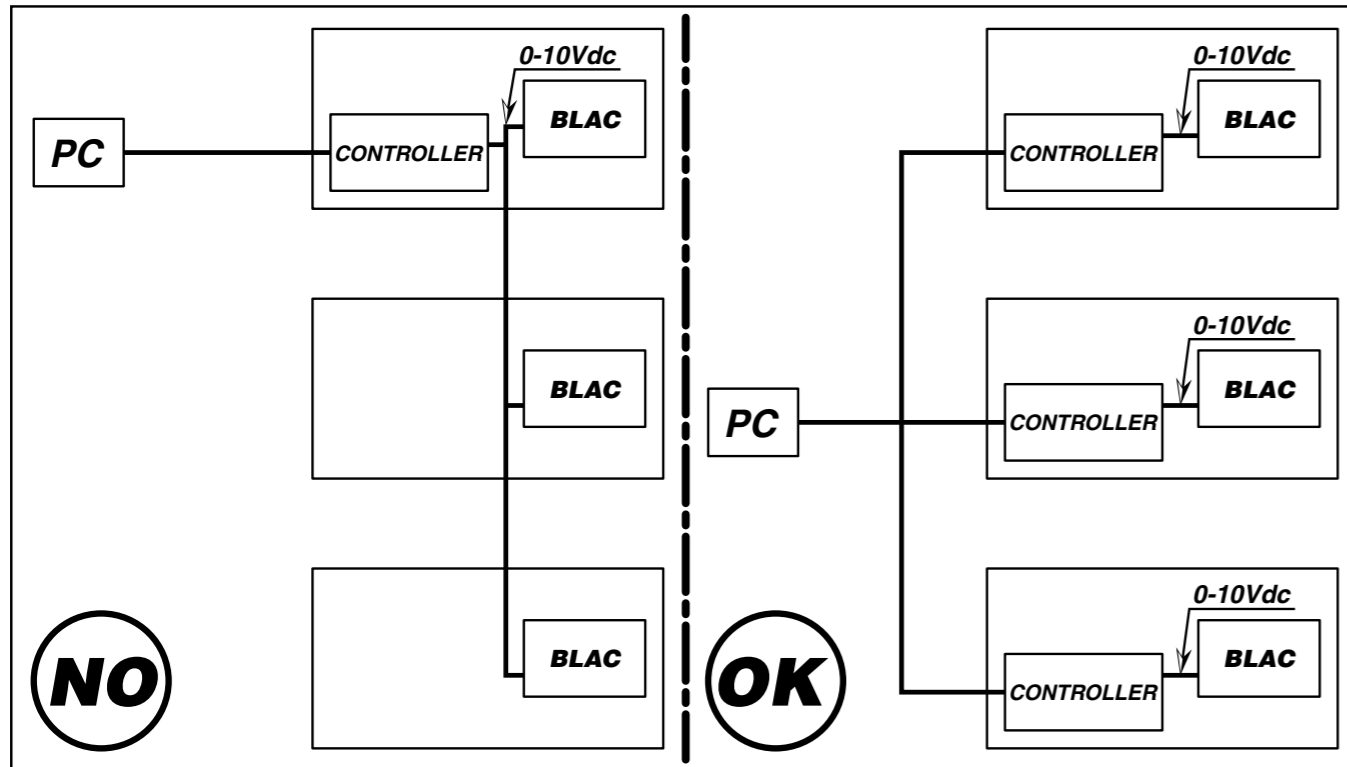 0-10Vdc
BLAC
PC
CONTROLLER
BLAC
BLAC
NO
0-10Vdc
BLAC
CONTROLLER
0-10Vdc
BLAC
PC
CONTROLLER
0-10Vdc
BLAC
CONTROLLER
OK